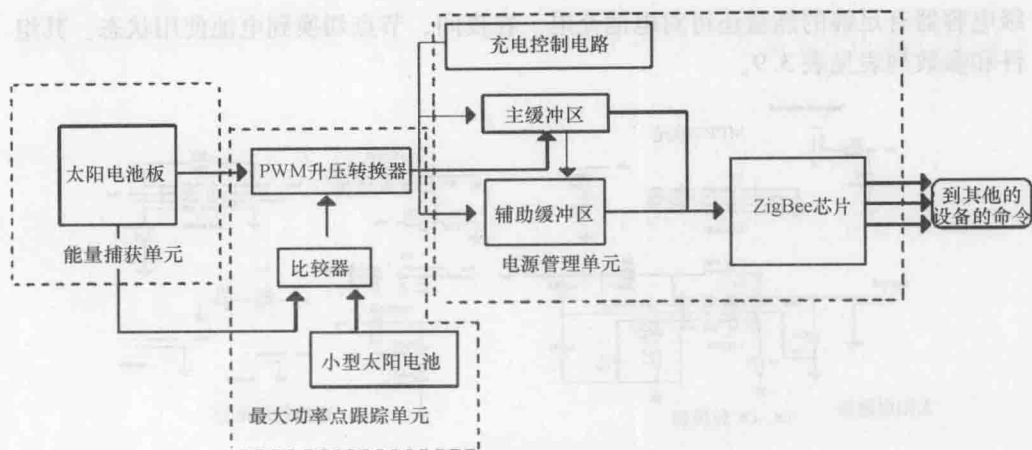 充电控制电路
主缓冲区
太阳电池板
PWM升压转换器
辅助缓冲区
ZigBee芯片
到其他的
设备的命令
能量捕获单元
比较器
电源管理单元
小型太阳电池
最大功率点跟踪单元